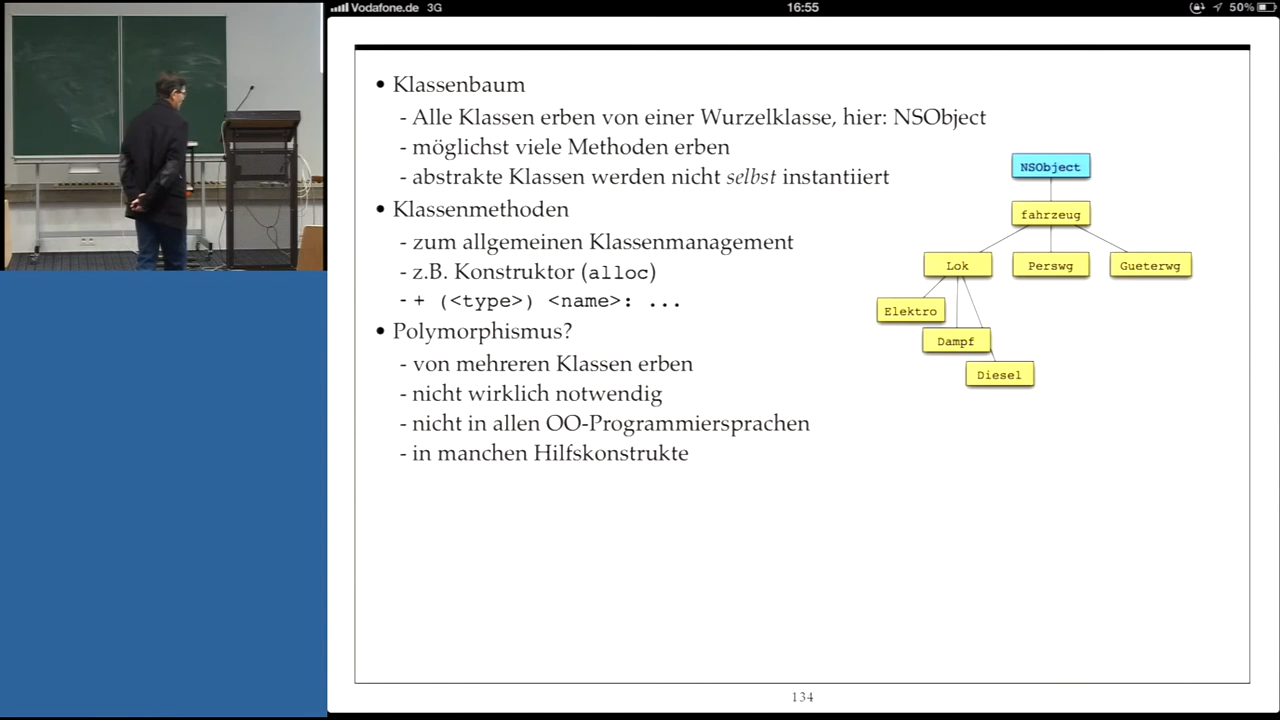 Vodafone.de 3G 16:55 50%
• Klassenbaum
- Alle Klassen erben von einer Wurzelklasse, hier: NSObject
- möglichst viele Methoden erben
- abstrakte Klassen werden nicht selbst instantiiert
• Klassenmethoden
- zum allgemeinen Klassenmanagement
- z.B. Konstruktor (alloc)
- + (<type>) <name>: ...
• Polymorphismus?
- von mehreren Klassen erben
- nicht wirklich notwendig
- nicht in allen OO-Programmiersprachen
- in manchen Hilfskonstrukte
NSObject
fahrzeug
Lok Perswg Gueterwg
Elektro
Dampf
Diesel
134